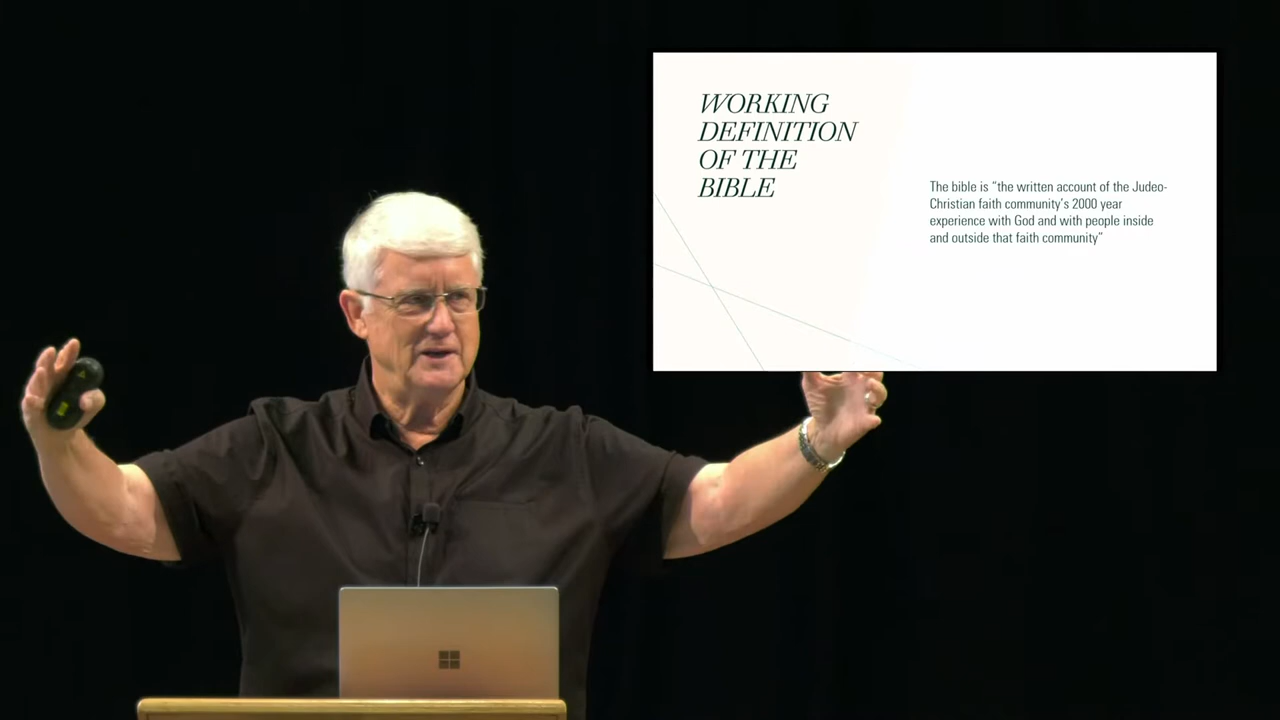 WORKING
DEFINITION
OF THE
BIBLE
The bible is “the written account of the Judeo-
Christian faith community’s 2000 year
experience with God and with people inside
and outside that faith community”